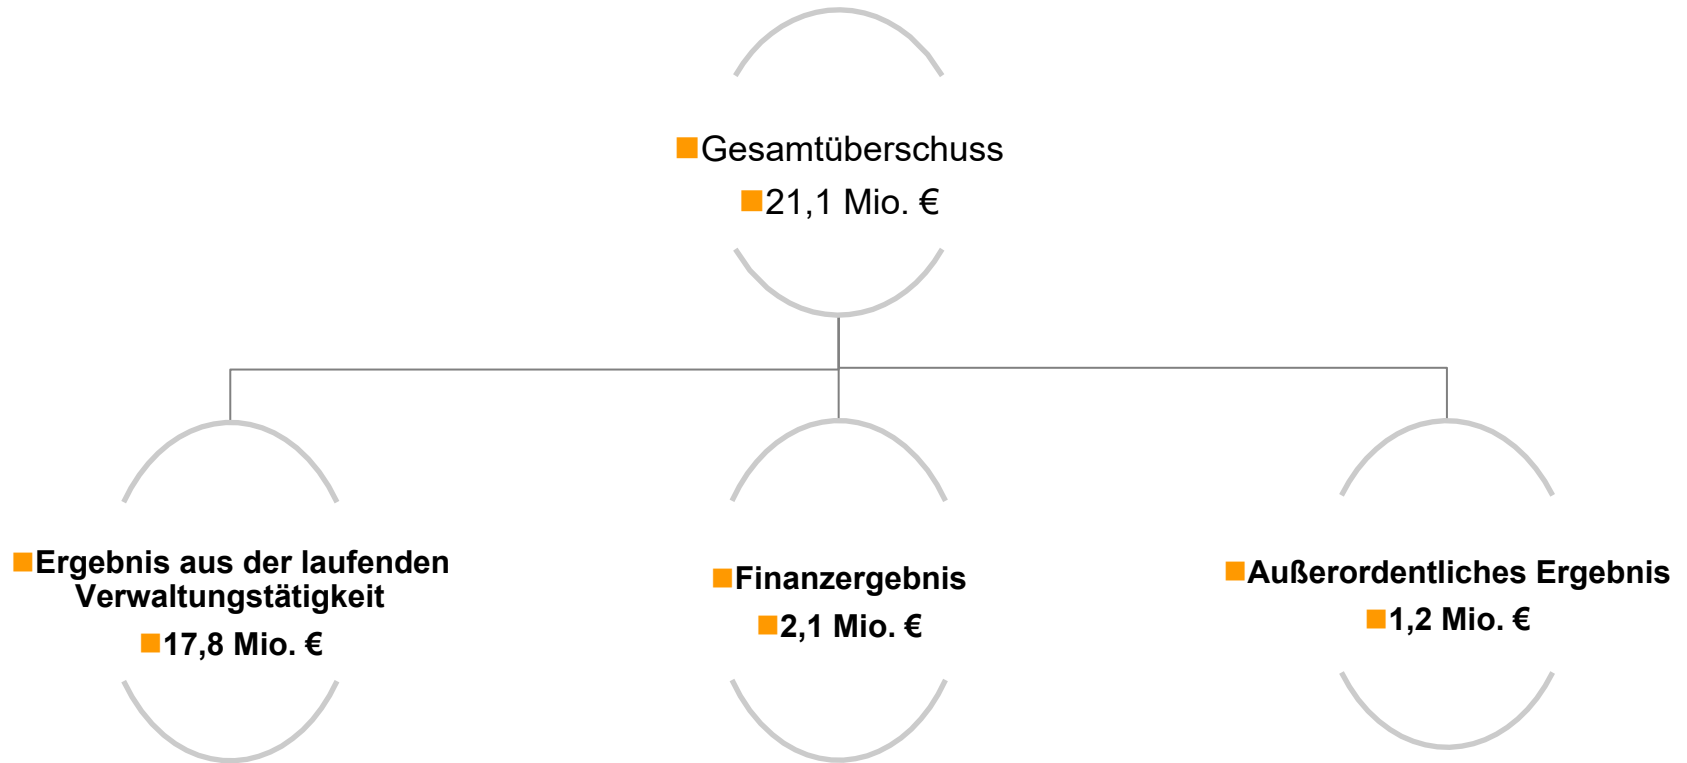 Gesamtüberschuss
21,1 Mio. €
Ergebnis aus der laufenden
Verwaltungstätigkeit
17,8 Mio. €
Finanzergebnis
2,1 Mio. €
Außerordentliches Ergebnis
1,2 Mio. €